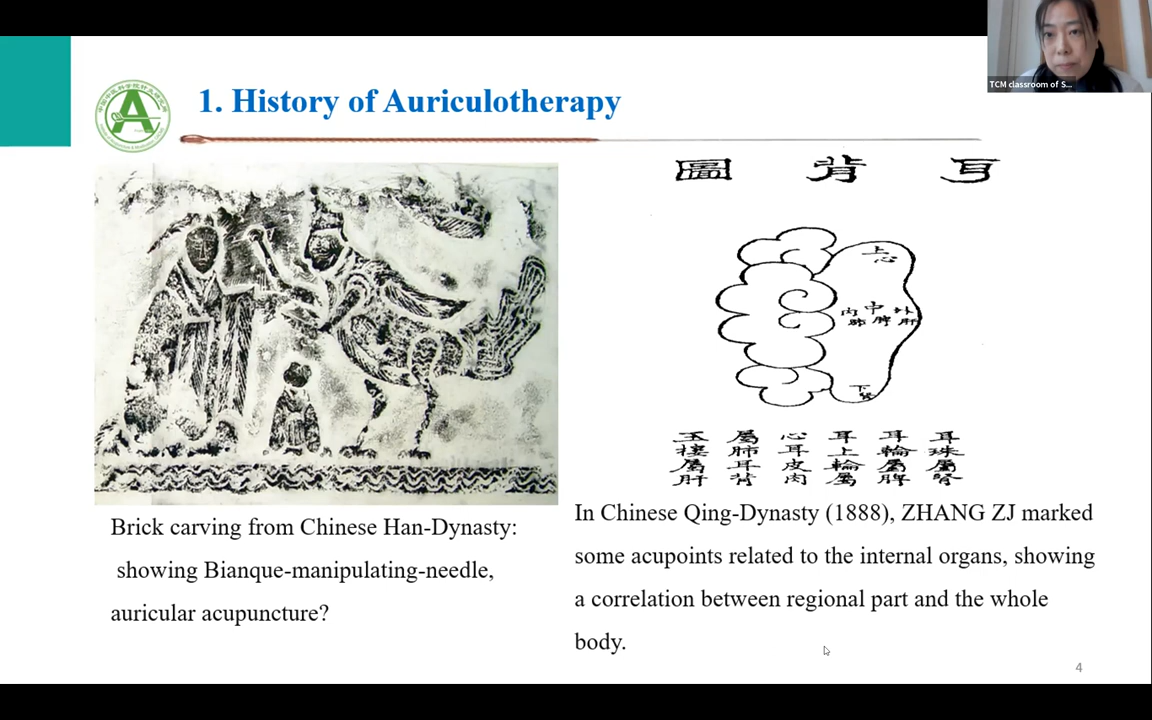 TCM classroom of S...
1. History of Auriculotherapy
耳背圖
上心
外肝
中脾
內肺
下腎
耳珠屬腎
耳輪屬脾
耳上輪屬
心耳皮肉
屬肺耳背
玉樓屬肝
Brick carving from Chinese Han-Dynasty:
showing Bianque-manipulating-needle,
auricular acupuncture?
In Chinese Qing-Dynasty (1888), ZHANG ZJ marked
some acupoints related to the internal organs, showing
a correlation between regional part and the whole
body.
4